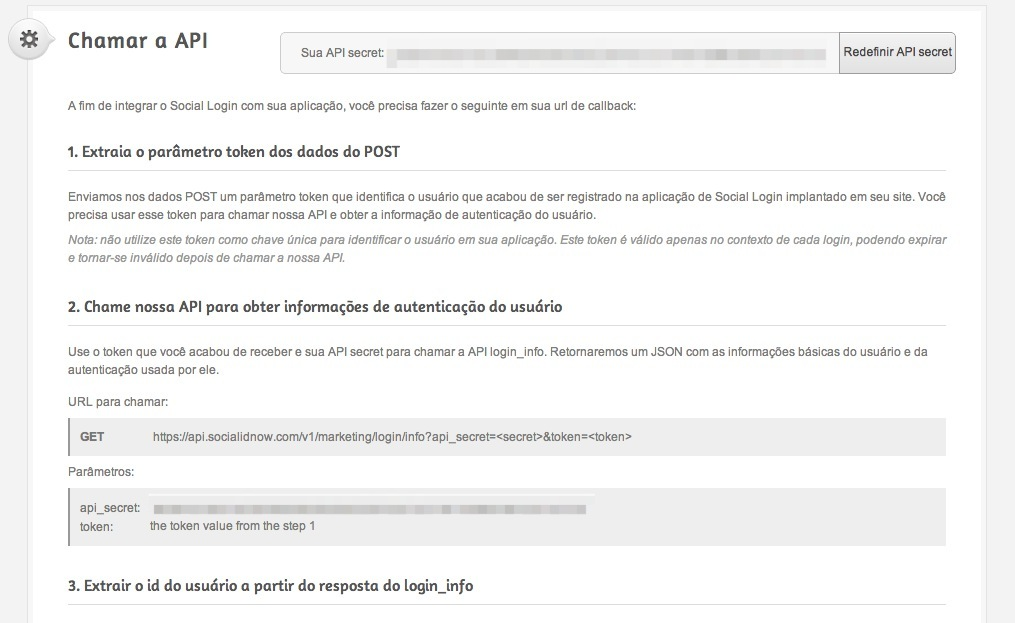 Chamar a API
Sua API secret:
Redefinir API secret
A fim de integrar o Social Login com sua aplicação, você precisa fazer o seguinte em sua url de callback:
1. Extraia o parâmetro token dos dados do POST
Enviamos nos dados POST um parâmetro token que identifica o usuário que acabou de ser registrado na aplicação de Social Login implantado em seu site. Você
precisa usar esse token para chamar nossa API e obter a informação de autenticação do usuário.
Nota: não utilize este token como chave única para identificar o usuário em sua aplicação. Este token é válido apenas no contexto de cada login, podendo expirar
e tornar-se inválido depois de chamar a nossa API.
2. Chame nossa API para obter informações de autenticação do usuário
Use o token que você acabou de receber e sua API secret para chamar a API login_info. Retornaremos um JSON com as informações básicas do usuário e da
autenticação usada por ele.
URL para chamar:
GET https://api.socialidnow.com/v1/marketing/login/info?api_secret=<secret>&token=<token>
Parâmetros:
api_secret:
token: the token value from the step 1
3. Extrair o id do usuário a partir do resposta do login_info